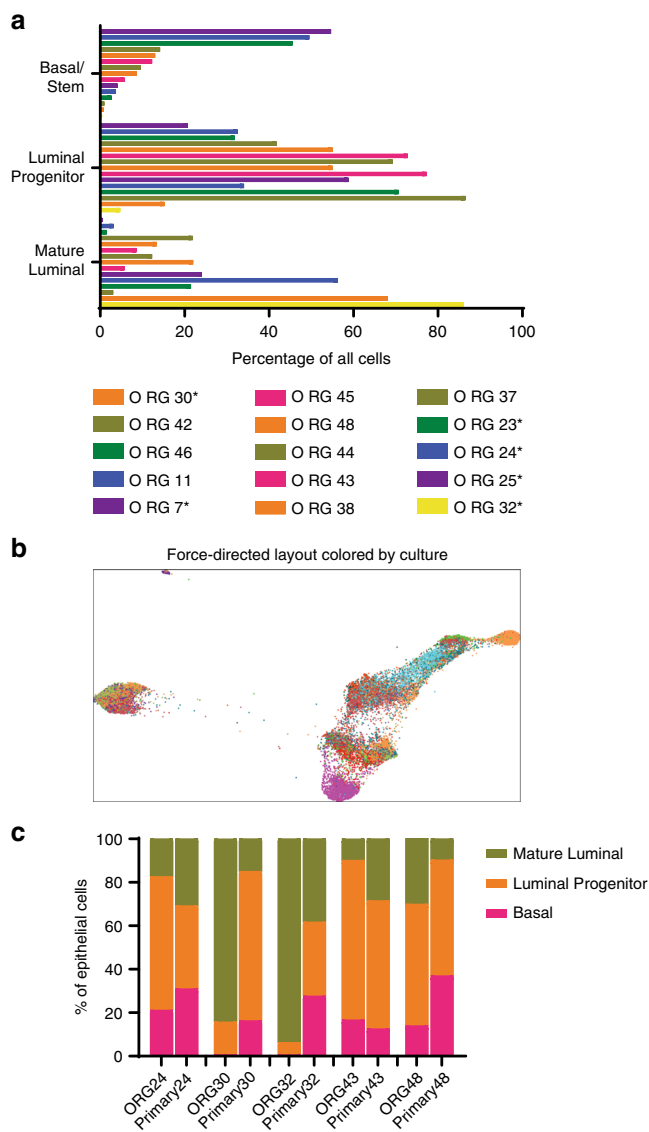 a
Basal/
Stem
Luminal
Progenitor
Mature
Luminal
0 20 40 60 80 100
Percentage of all cells
O RG 30* O RG 45 O RG 37
O RG 42 O RG 48 O RG 23*
O RG 46 O RG 44 O RG 24*
O RG 11 O RG 43 O RG 25*
O RG 7* O RG 38 O RG 32*
b
Force-directed layout colored by culture
c
% of epithelial cells
100
80
60
40
20
0
Mature Luminal
Luminal Progenitor
Basal
ORG24
Primary24
ORG30
Primary30
ORG32
Primary32
ORG43
Primary43
ORG48
Primary48